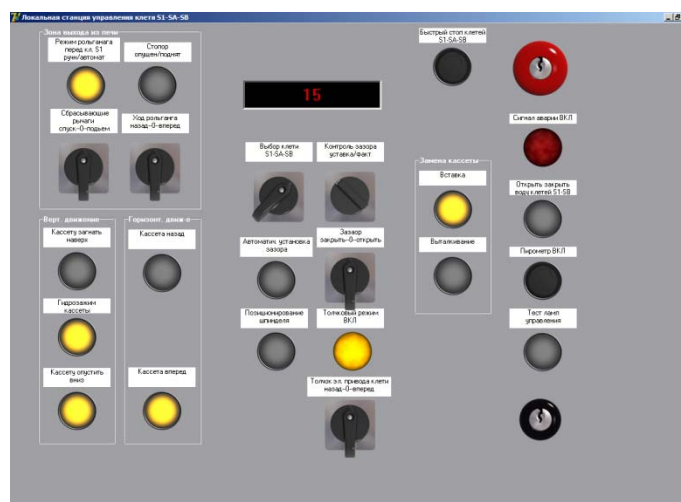 Локальная станция управления клети S1-SA-SB
Зона выхода из печи
Режим рольганга
перед кл. S1
ручн/автомат
Стопор
опущен/поднят
Сбрасывающие
рычаги
спуск-0-подъем
Ход рольганга
назад-0-вперед
Быстрый стоп клетей
S1-SA-SB
15
Сигнал аварии ВКЛ
Выбор клети
S1-SA-SB
Контроль зазора
уставка/факт
Замена кассеты
Вставка
Открыть закрыть
воду клетей S1-SB
Верт. движение
Горизонт. движ-е
Кассету загнать
наверх
Кассета назад
Автоматич. установка
зазора
Зазаор
закрыть-0-открыть
Выталкивание
Пирометр ВКЛ
Гидрозажим
кассеты
Позиционирование
шпинделя
Толчковый режим
ВКЛ
Тест ламп
управления
Кассету опустить
вниз
Кассета вперед
Толчок эл. привода клети
назад-0-вперед